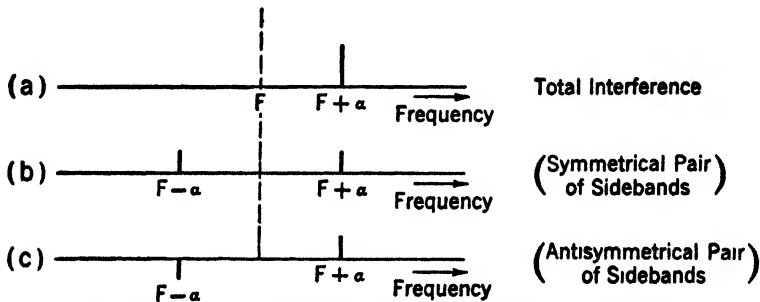 (a)
F
F + α
Frequency
Total Interference
(b)
F-α
F + α
Frequency
(Symmetrical Pair
of Sidebands)
(c)
F-α
F + α
Frequency
(Antisymmetrical Pair
of Sidebands)